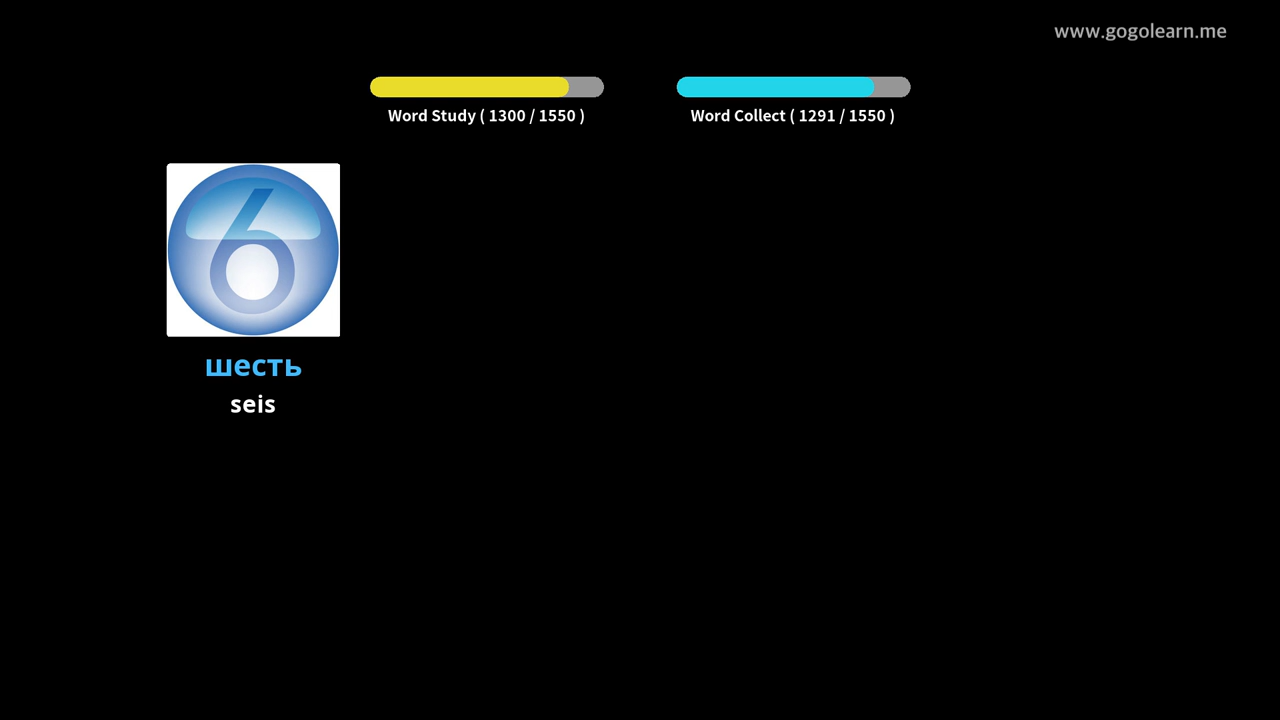 www.gogolearn.me
Word Study ( 1300 / 1550 )
Word Collect ( 1291 / 1550 )
6
шесть
seis